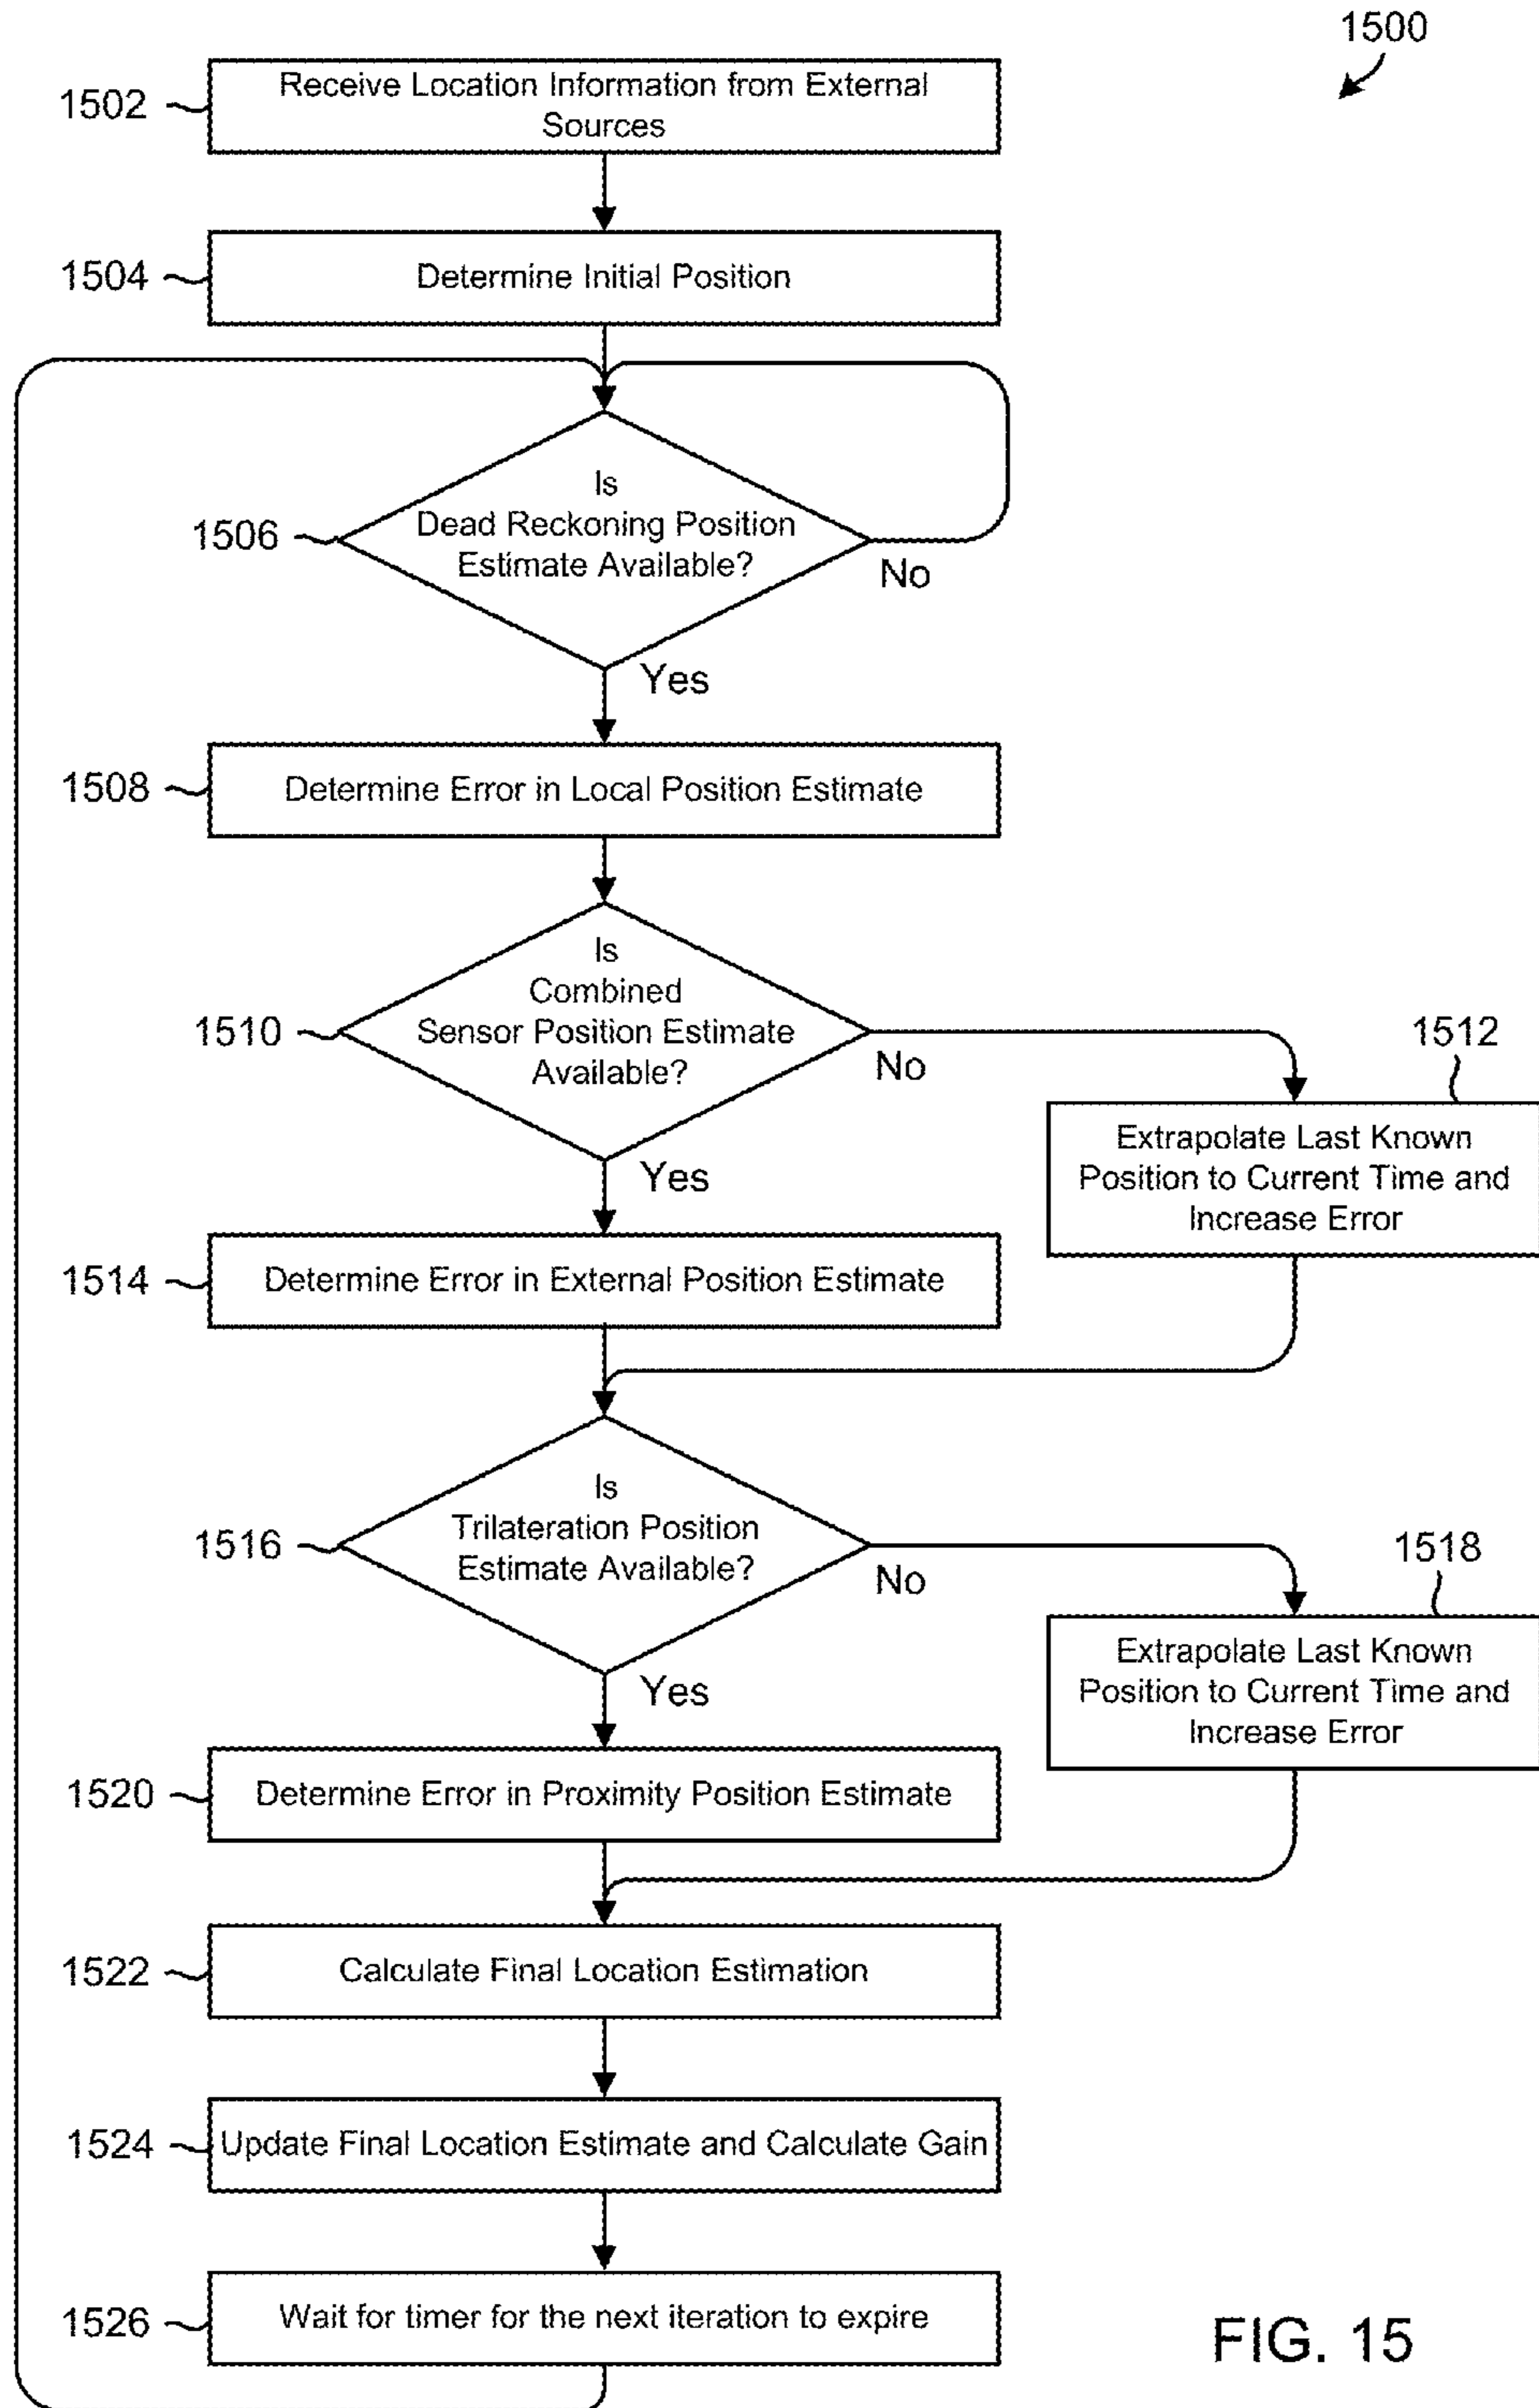 1500
1502
Receive Location Information from External
Sources
1504
Determine Initial Position
1506
Is
Dead Reckoning Position
Estimate Available?
No
Yes
1508
Determine Error in Local Position Estimate
1510
Is
Combined
Sensor Position Estimate
Available?
No
Yes
1512
Extrapolate Last Known
Position to Current Time and
Increase Error
1514
Determine Error in External Position Estimate
1516
Is
Trilateration Position
Estimate Available?
No
Yes
1518
Extrapolate Last Known
Position to Current Time and
Increase Error
1520
Determine Error in Proximity Position Estimate
1522
Calculate Final Location Estimation
1524
Update Final Location Estimate and Calculate Gain
1526
Wait for timer for the next iteration to expire
FIG. 15